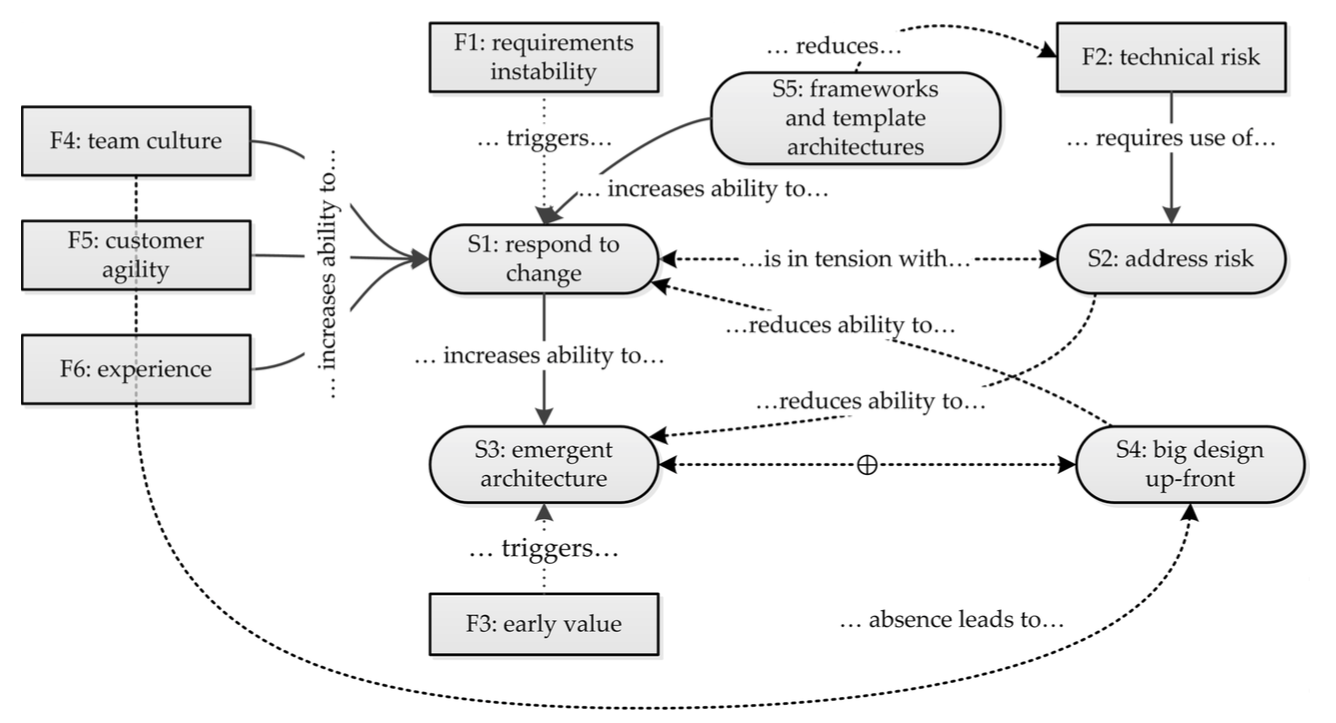 F1: requirements
instability
… reduces…
F2: technical risk
S5: frameworks
and template
architectures
F4: team culture
… triggers…
… requires use of…
… increases ability to…
… increases ability to…
F5: customer
agility
S1: respond to
change
…is in tension with…
S2: address risk
…reduces ability to…
… increases ability to…
F6: experience
…reduces ability to…
S3: emergent
architecture
S4: big design
up-front
… triggers…
F3: early value
… absence leads to…